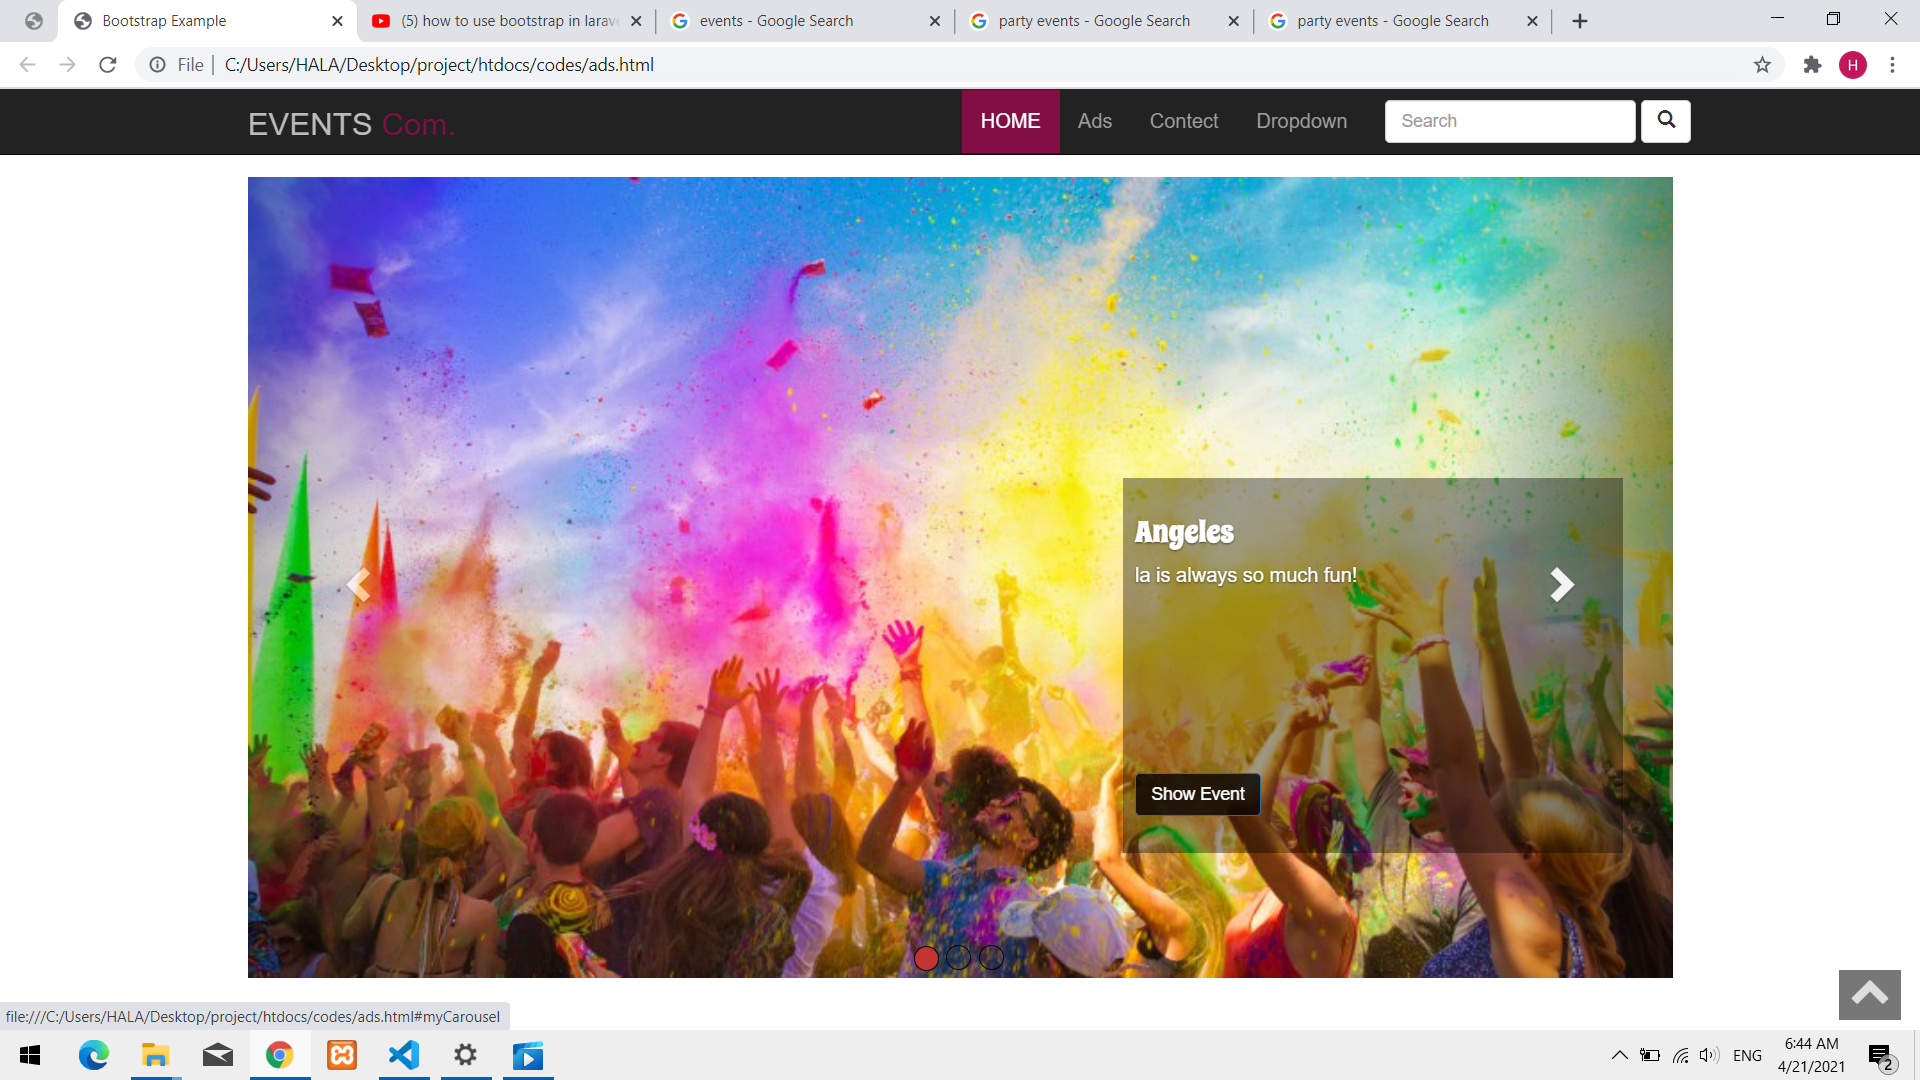 Bootstrap Example
(5) how to use bootstrap in larav
events - Google Search
party events - Google Search
party events - Google Search
File
C:/Users/HALA/Desktop/project/htdocs/codes/ads.html
H
EVENTS Com.
HOME
Ads
Contect
Dropdown
Search
Angeles
la is always so much fun!
Show Event
file:///C:/Users/HALA/Desktop/project/htdocs/codes/ads.html#myCarousel
ENG
6:44 AM
4/21/2021
2